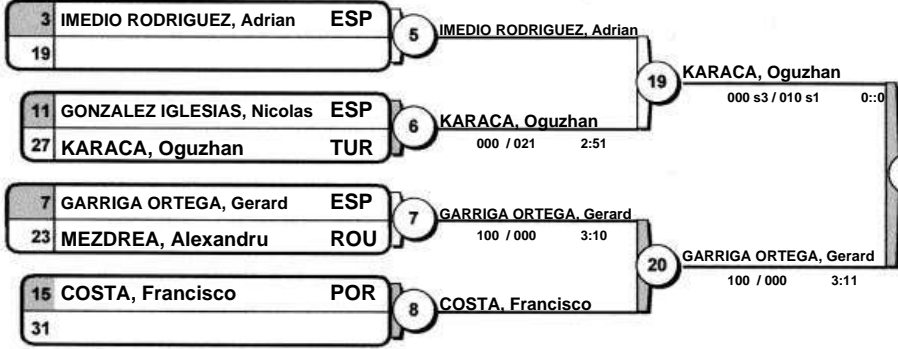 3 IMEDIO RODRIGUEZ, Adrian ESP
19
5
IMEDIO RODRIGUEZ, Adrian
11 GONZALEZ IGLESIAS, Nicolas ESP
27 KARACA, Oguzhan TUR
6
KARACA, Oguzhan
000 / 021 2:51
19
KARACA, Oguzhan
000 s3 / 010 s1 0::0
7 GARRIGA ORTEGA, Gerard ESP
23 MEZDREA, Alexandru ROU
7
GARRIGA ORTEGA, Gerard
100 / 000 3:10
15 COSTA, Francisco POR
31
8
COSTA, Francisco
20
GARRIGA ORTEGA, Gerard
100 / 000 3:11